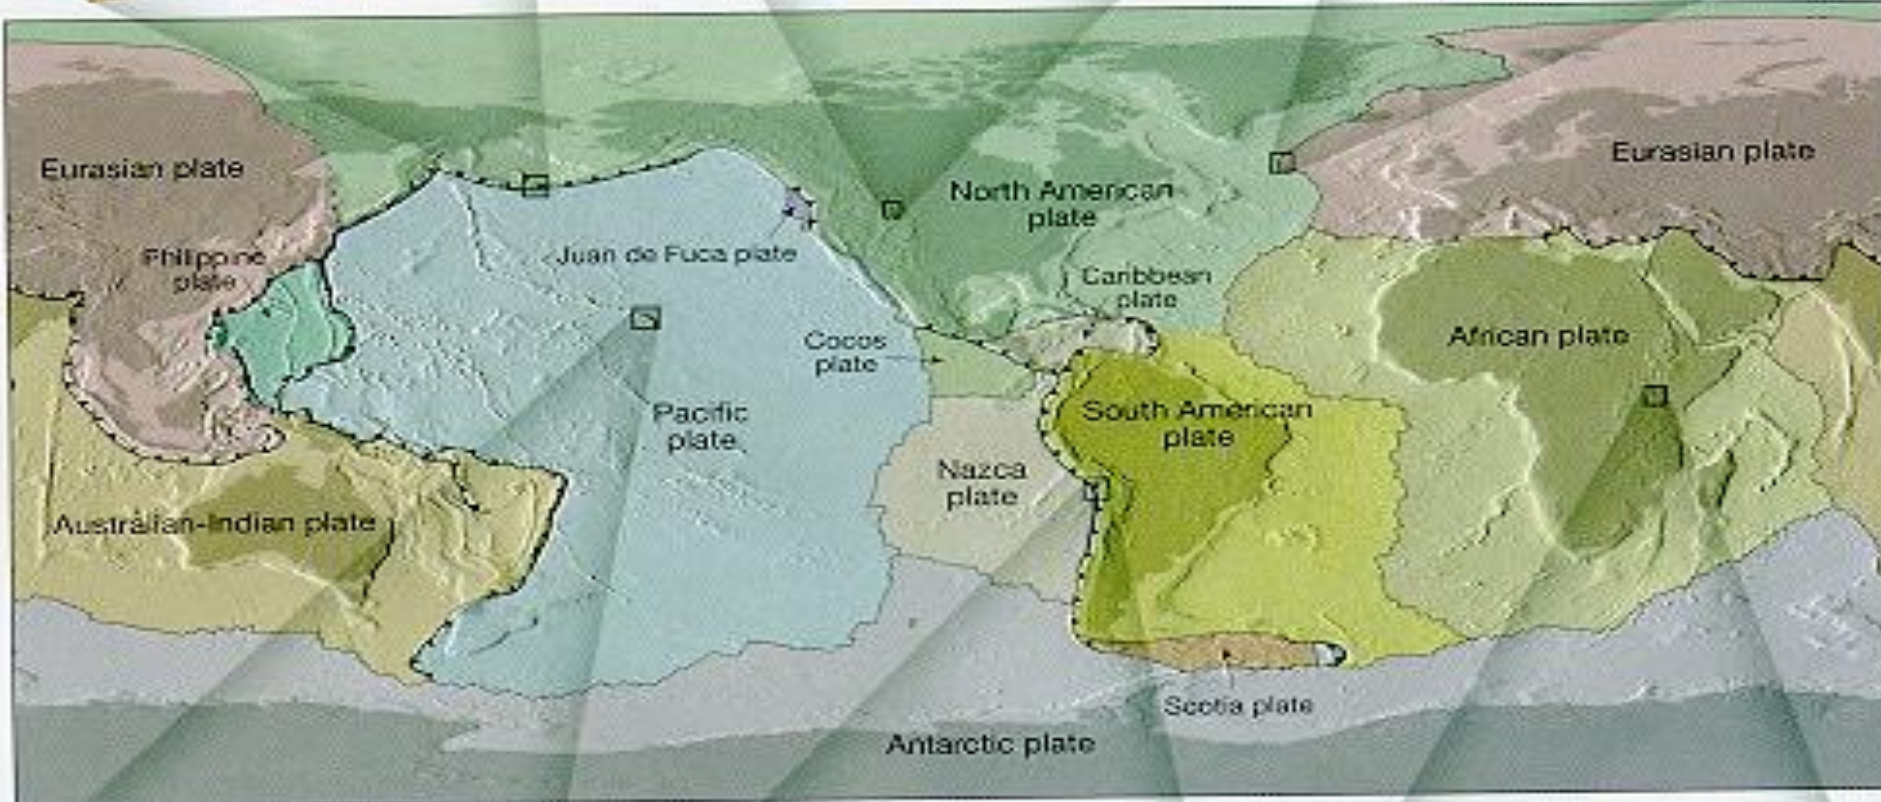 Eurasian plate
Eurasian plate
North American
plate
Juan de Fuca plate
Philippine
plate
Caribbean
plate
Cocos
plate
African plate
Pacific
plate
South American
plate
Nazca
plate
Australian-Indian plate
Scotia plate
Antarctic plate